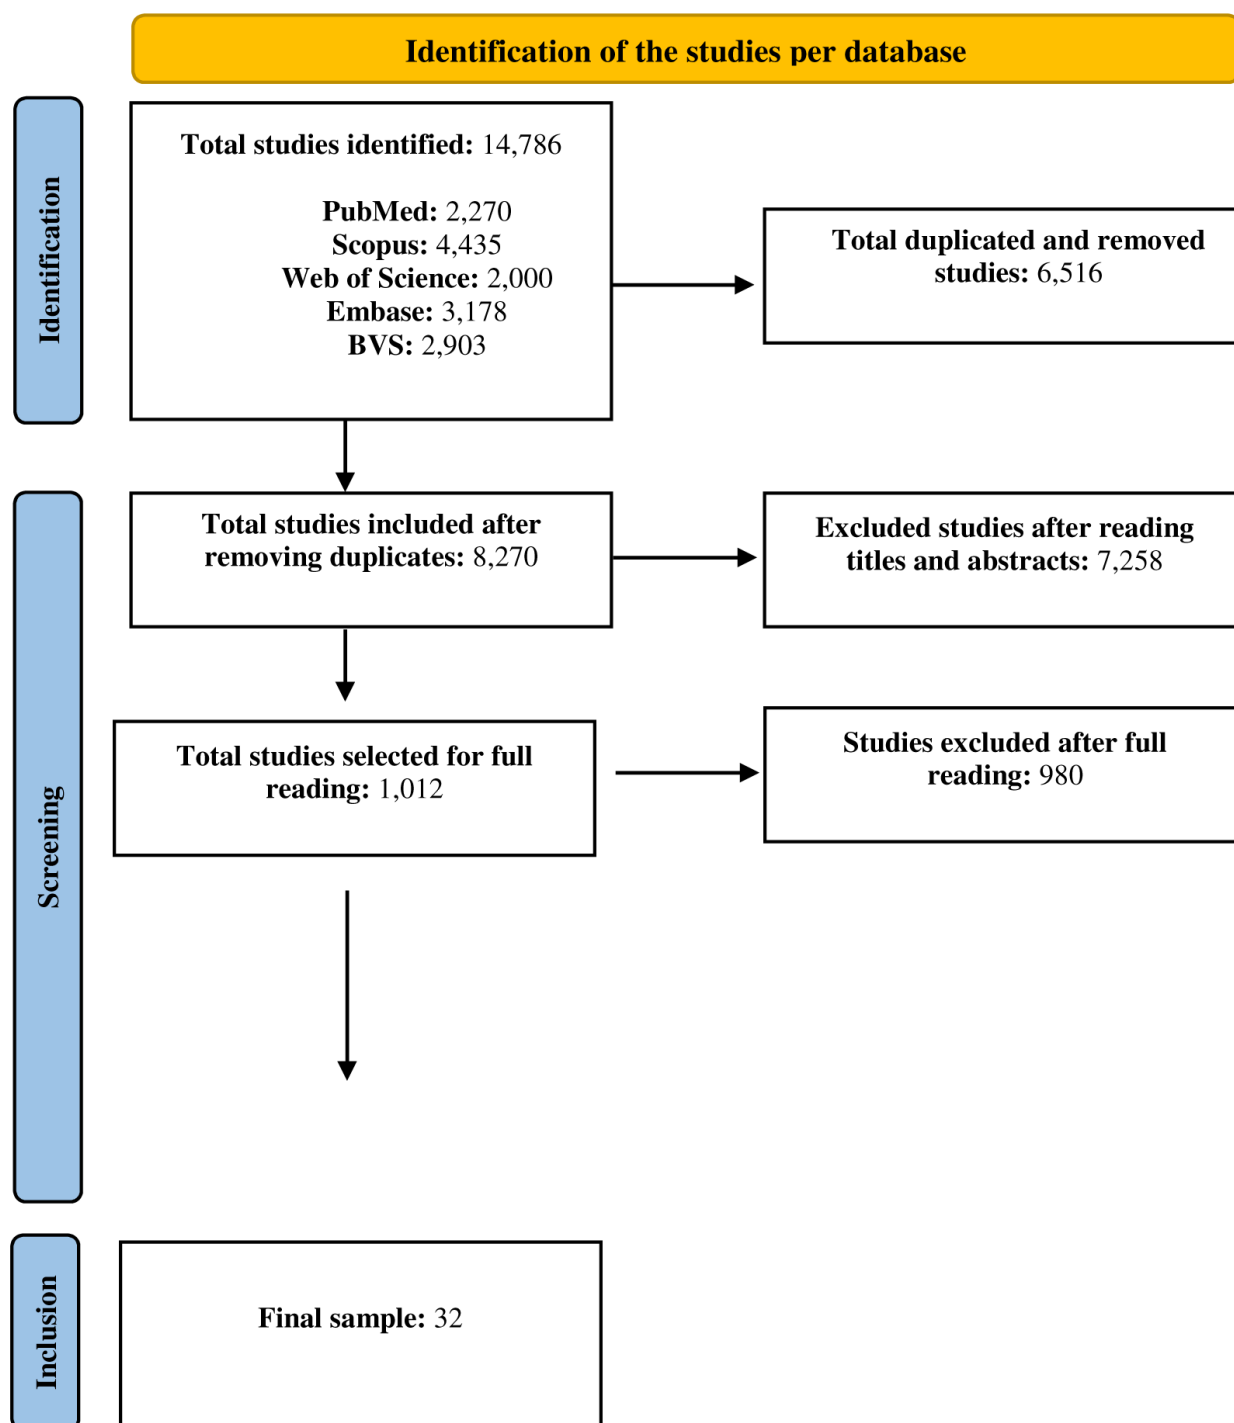 Identification of the studies per database
Identification
Total studies identified: 14,786
PubMed: 2,270
Scopus: 4,435
Web of Science: 2,000
Embase: 3,178
BVS: 2,903
Total duplicated and removed
studies: 6,516
Screening
Total studies included after
removing duplicates: 8,270
Excluded studies after reading
titles and abstracts: 7,258
Total studies selected for full
reading: 1,012
Studies excluded after full
reading: 980
Inclusion
Final sample: 32